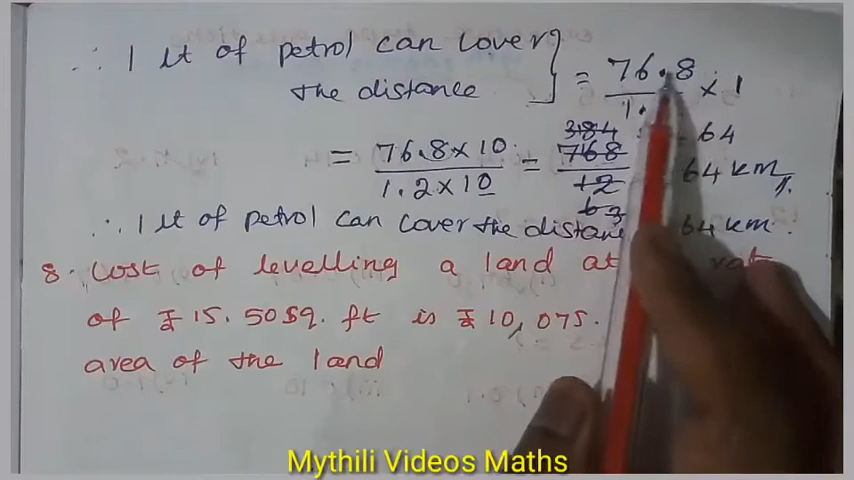 ∴ 1 lt of petrol can cover
the distance } = 76.8 × 1
= 76.8×10 / 1.2×10 = 768 / 12 64
384 64 km
∴ 1 lt of petrol can cover the distan 64 km.
8. Cost of levelling a land at
of ₹15.50 sq. ft is ₹10,075.
area of the land
Mythili Videos Maths